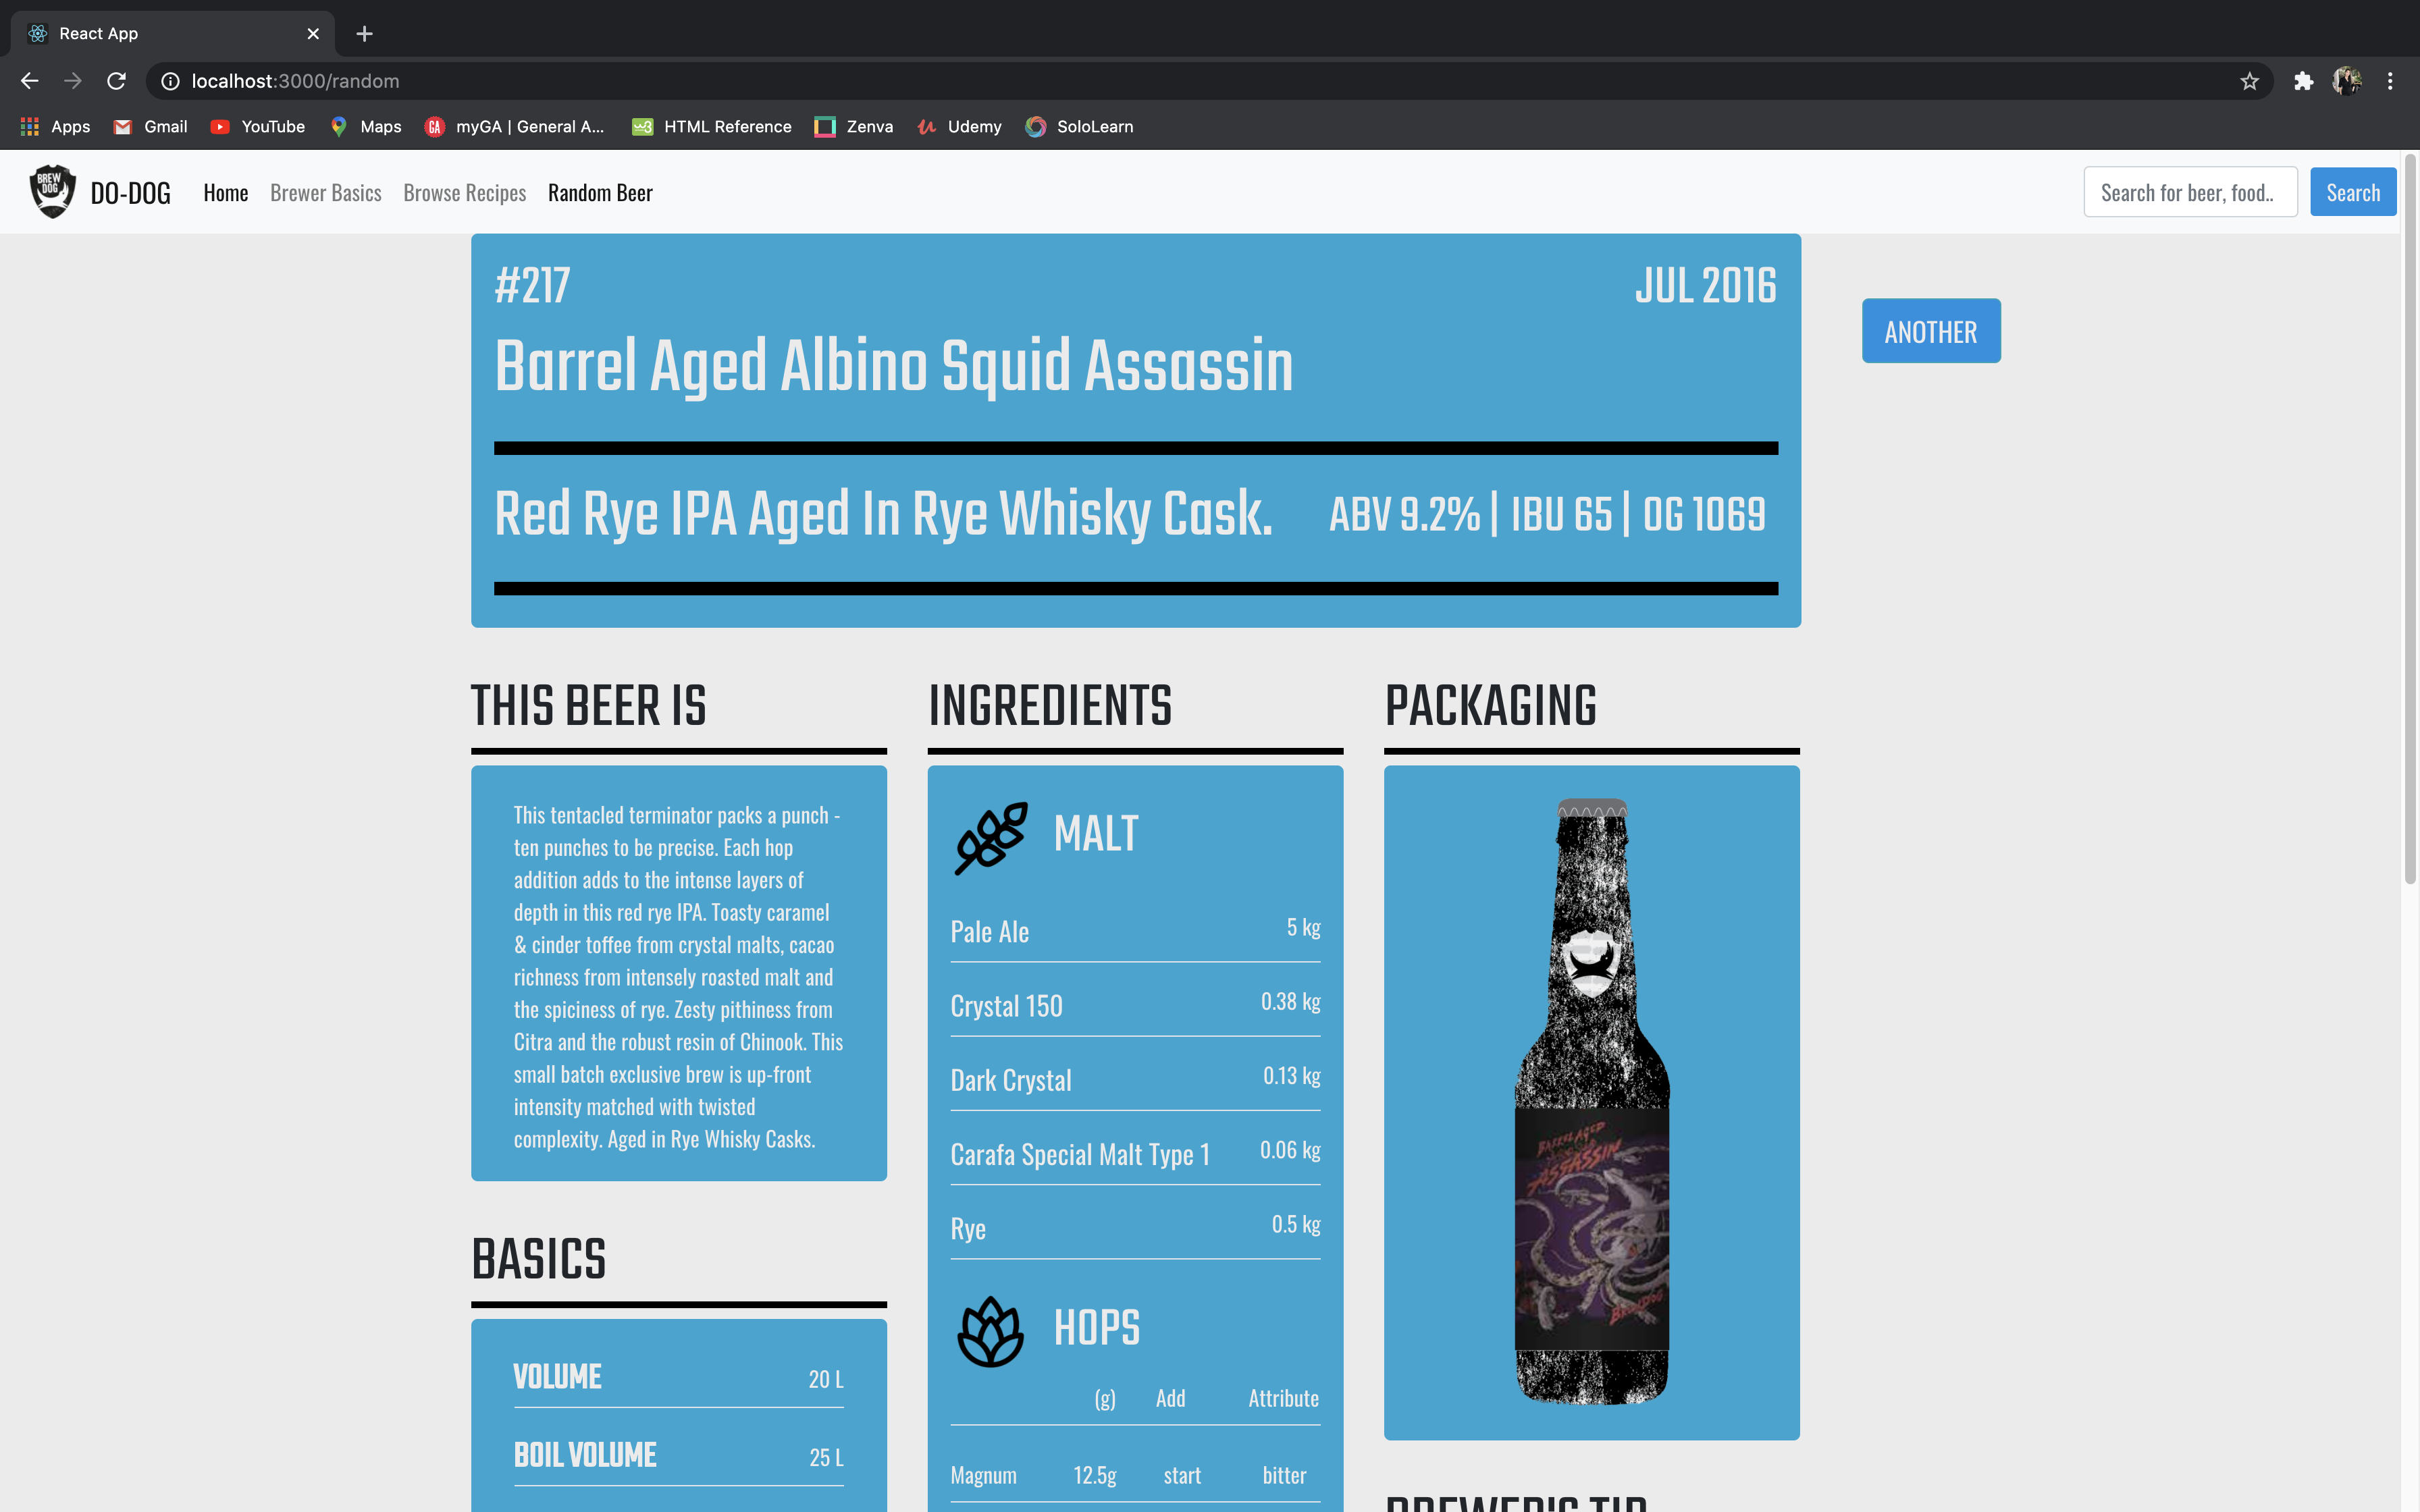 React App
localhost:3000/random
Apps Gmail YouTube Maps myGA | General A... HTML Reference Zenva Udemy SoloLearn
BREW DOG
DO-DOG Home Brewer Basics Browse Recipes Random Beer Search for beer, food.. Search
#217 JUL 2016
ANOTHER
Barrel Aged Albino Squid Assassin
Red Rye IPA Aged In Rye Whisky Cask. ABV 9.2% | IBU 65 | OG 1069
THIS BEER IS
This tentacled terminator packs a punch -
ten punches to be precise. Each hop
addition adds to the intense layers of
depth in this red rye IPA. Toasty caramel
& cinder toffee from crystal malts, cacao
richness from intensely roasted malt and
the spiciness of rye. Zesty pithiness from
Citra and the robust resin of Chinook. This
small batch exclusive brew is up-front
intensity matched with twisted
complexity. Aged in Rye Whisky Casks.
BASICS
VOLUME 20 L
BOIL VOLUME 25 L
INGREDIENTS
MALT
Pale Ale 5 kg
Crystal 150 0.38 kg
Dark Crystal 0.13 kg
Carafa Special Malt Type 1 0.06 kg
Rye 0.5 kg
HOPS
(g) Add Attribute
Magnum 12.5g start bitter
PACKAGING
BARREL AGED
ASSASSIN
BREWDOG
BREWER'S TIP